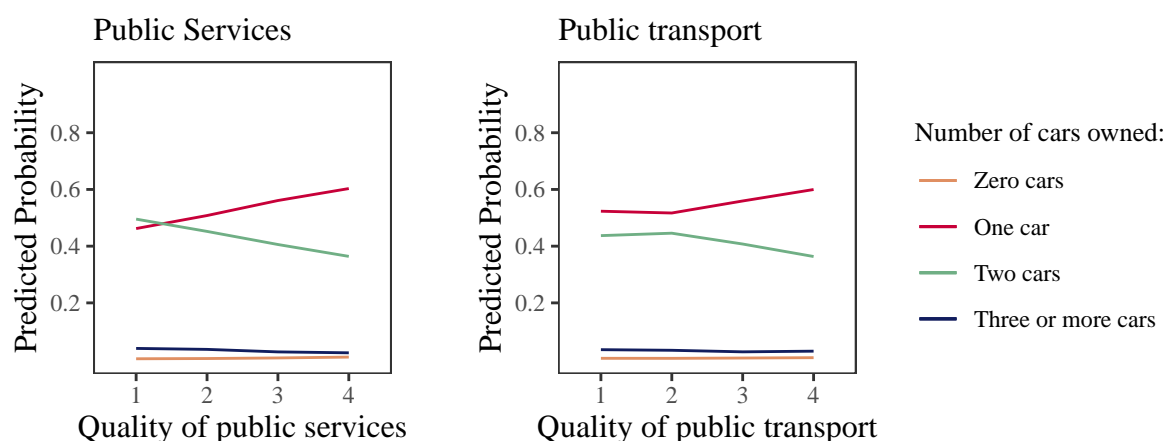 Public Services
Predicted Probability
0.8
0.6
0.4
0.2
1 2 3 4
Quality of public services
Public transport
Predicted Probability
0.8
0.6
0.4
0.2
1 2 3 4
Quality of public transport
Number of cars owned:
Zero cars
One car
Two cars
Three or more cars